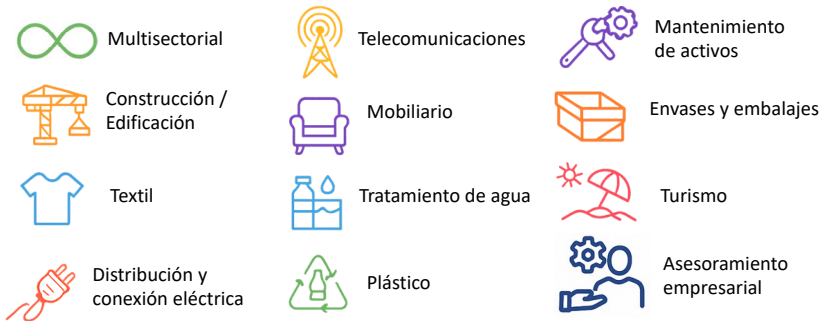 Multisectorial
Telecomunicaciones
Mantenimiento
de activos
Construcción /
Edificación
Mobiliario
Envases y embalajes
Textil
Tratamiento de agua
Turismo
Distribución y
conexión eléctrica
Plástico
Asesoramiento
empresarial